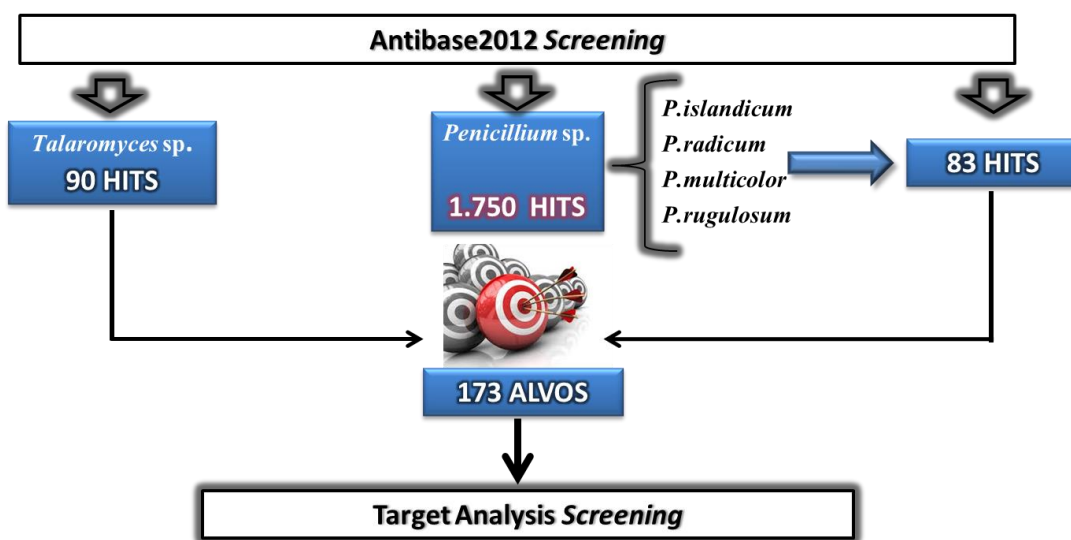 Antibase2012 Screening
Talaromyces sp.
90 HITS
Penicillium sp.
1.750 HITS
P.islandicum
P.radicum
P.multicolor
P.rugulosum
83 HITS
173 ALVOS
Target Analysis Screening